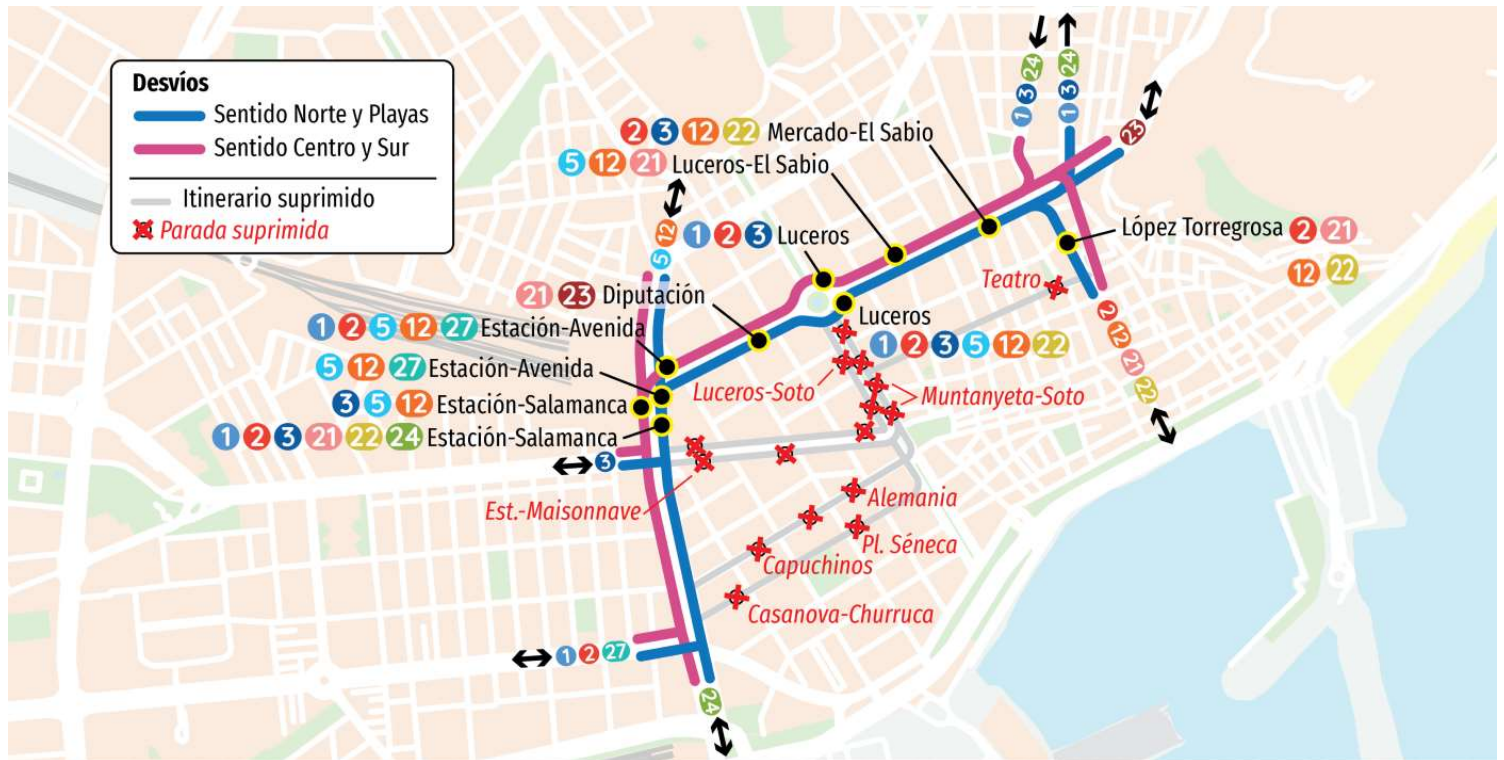 Desvíos
Sentido Norte y Playas
Sentido Centro y Sur
Itinerario suprimido
Parada suprimida
1 3 24
1 3 24
23
2 3 12 22 Mercado-El Sabio
5 12 21 Luceros-El Sabio
5 12
1 2 3 Luceros
López Torregrosa 2 21
12 22
Teatro
21 23 Diputación
Luceros
1 2 3 5 12 22
1 2 5 12 27 Estación-Avenida
5 12 27 Estación-Avenida
3 5 12 Estación-Salamanca
1 2 3 21 22 24 Estación-Salamanca
2 12 21 22
Luceros-Soto
Muntanyeta-Soto
3
Est.-Maisonnave
Alemania
Pl. Séneca
Capuchinos
Casanova-Churruca
1 2 27
24